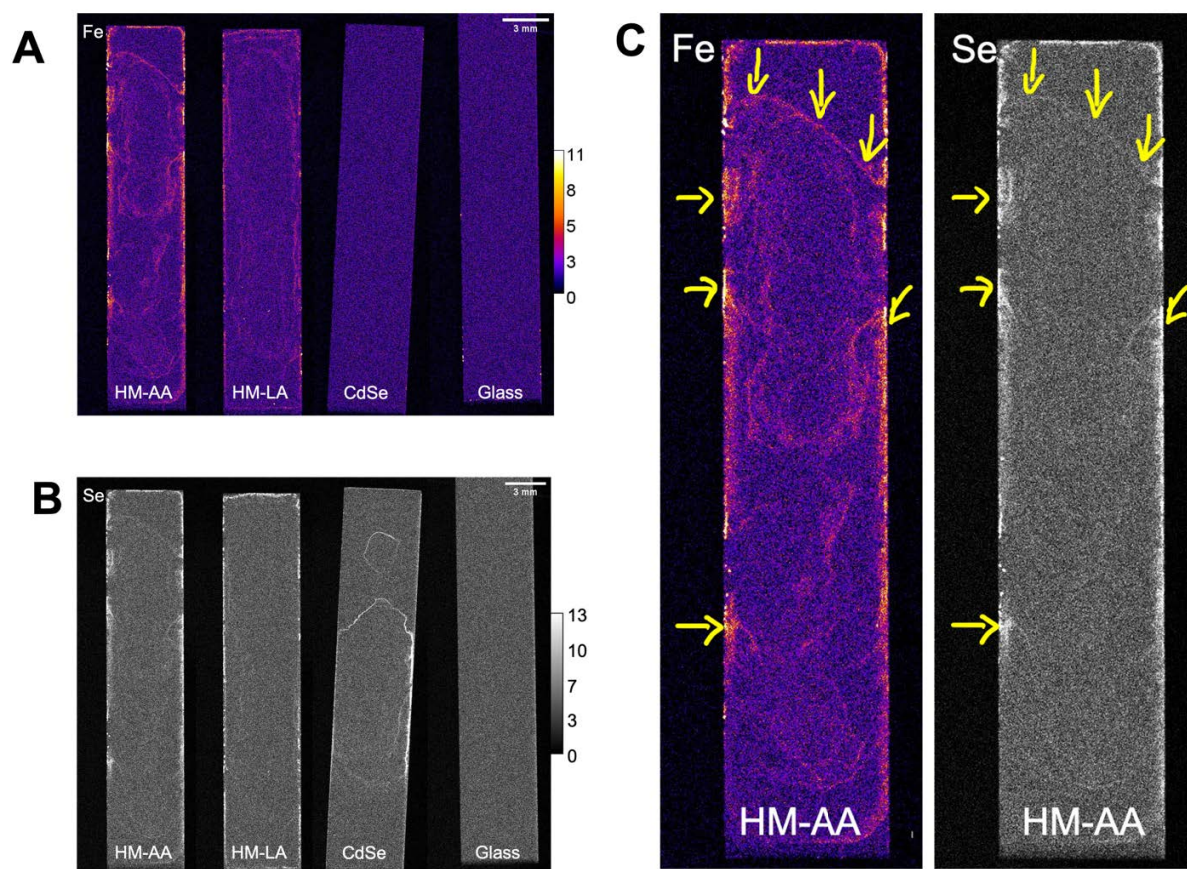 A
Fe
3 mm
11
8
5
3
0
HM-AA
HM-LA
CdSe
Glass
B
Se
3 mm
13
10
7
3
0
HM-AA
HM-LA
CdSe
Glass
C
Fe
Se
HM-AA
HM-AA